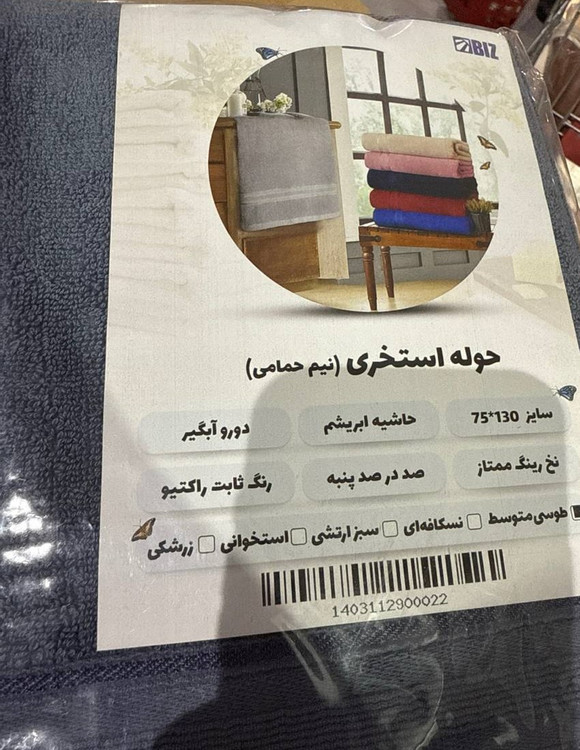 BIZ
حوله استخری (نیم حمامی)
سایز 130*75 حاشیه ابریشم دورو آبگیر
نخ رینگ ممتاز صد در صد پنبه رنگ ثابت راکتیو
طوسی متوسط نسکافه‌ای سبز ارتشی استخوانی زرشکی
1403112900022